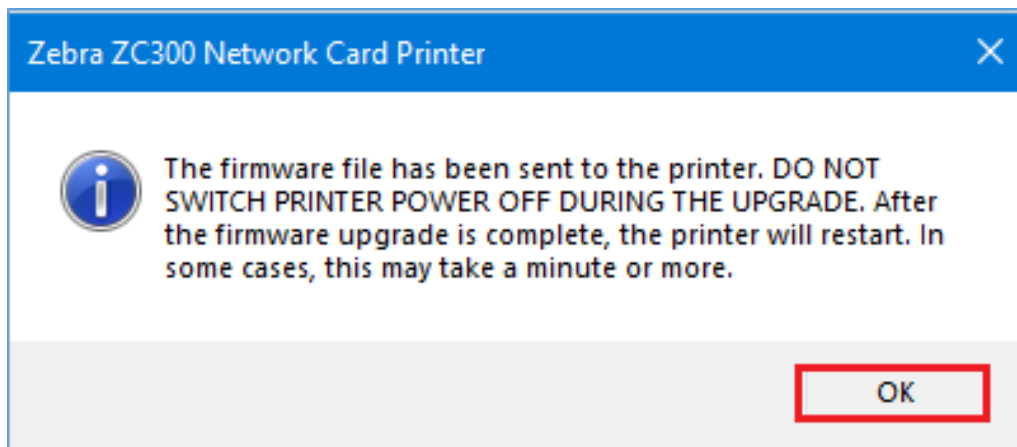 Zebra ZC300 Network Card Printer
The firmware file has been sent to the printer. DO NOT
SWITCH PRINTER POWER OFF DURING THE UPGRADE. After
the firmware upgrade is complete, the printer will restart. In
some cases, this may take a minute or more.
OK